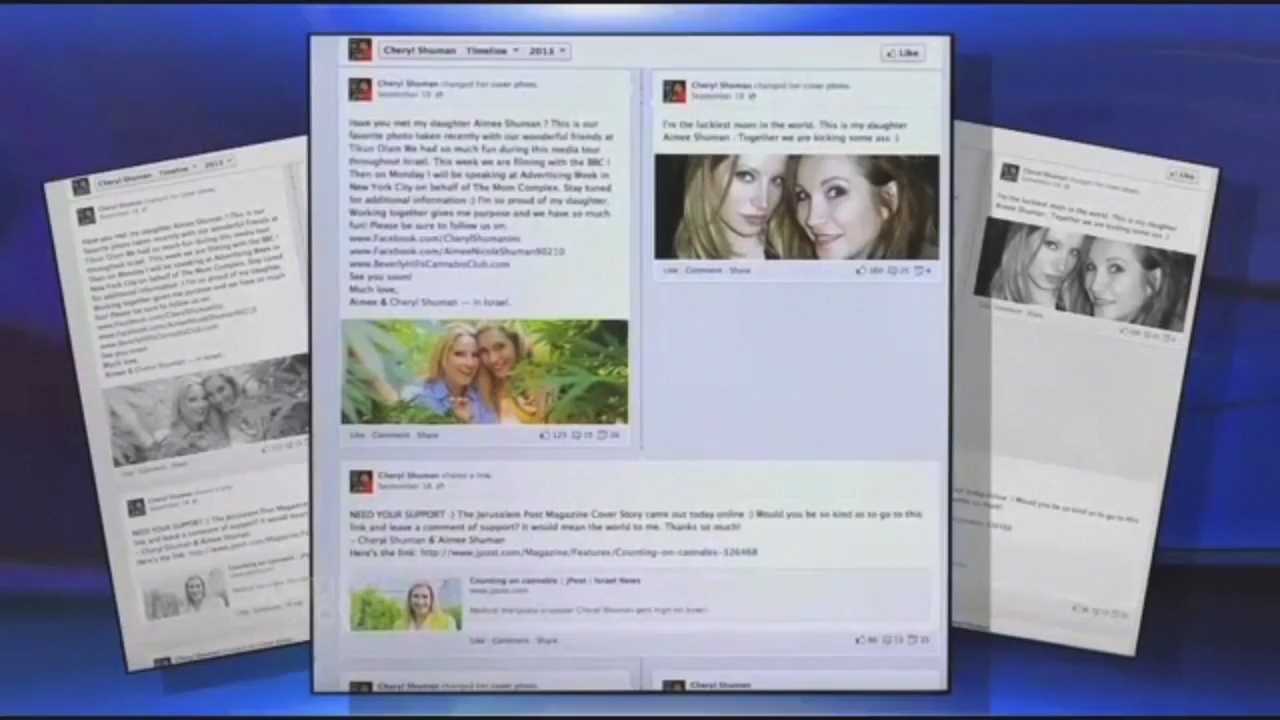 Cheryl Shuman Timeline 2013
Like
Cheryl Shuman changed her cover photo.
September 19
Have you met my daughter Aimee Shuman ? This is our
favorite photo taken recently with our wonderful friends at
Tikun Olam We had so much fun during this media tour
throughout Israel. This week we are filming with the BBC !
Then on Monday I will be speaking at Advertising Week in
New York City on behalf of The Mom Complex. Stay tuned
for additional information :) I'm so proud of my daughter.
Working together gives me purpose and we have so much
fun! Please be sure to follow us on:
www.Facebook.com/CherylShumanInc
www.Facebook.com/AimeeNicoleShuman90210
www.BeverlyHillsCannabisClub.com
See you soon!
Much love,
Aimee & Cheryl Shuman — in Israel.
Like Comment Share
Cheryl Shuman changed her cover photo.
September 19
I'm the luckiest mom in the world. This is my daughter
Aimee Shuman : Together we are kicking some ass :)
Like Comment Share
Cheryl Shuman shared a link.
September 18
NEED YOUR SUPPORT :) The Jerusalem Post Magazine Cover Story came out today online :) Would you be so kind as to go to this
link and leave a comment of support? It would mean the world to me. Thanks so much!
- Cheryl Shuman & Aimee Shuman
Here's the link: http://www.jpost.com/Magazine/Features/Counting-on-cannabis-326468
Counting on cannabis | JPost | Israel News
www.jpost.com
Medical marijuana crusader Cheryl Shuman gets high on Israel.
Like Comment Share
Cheryl Shuman changed her cover photo.
Cheryl Shuman